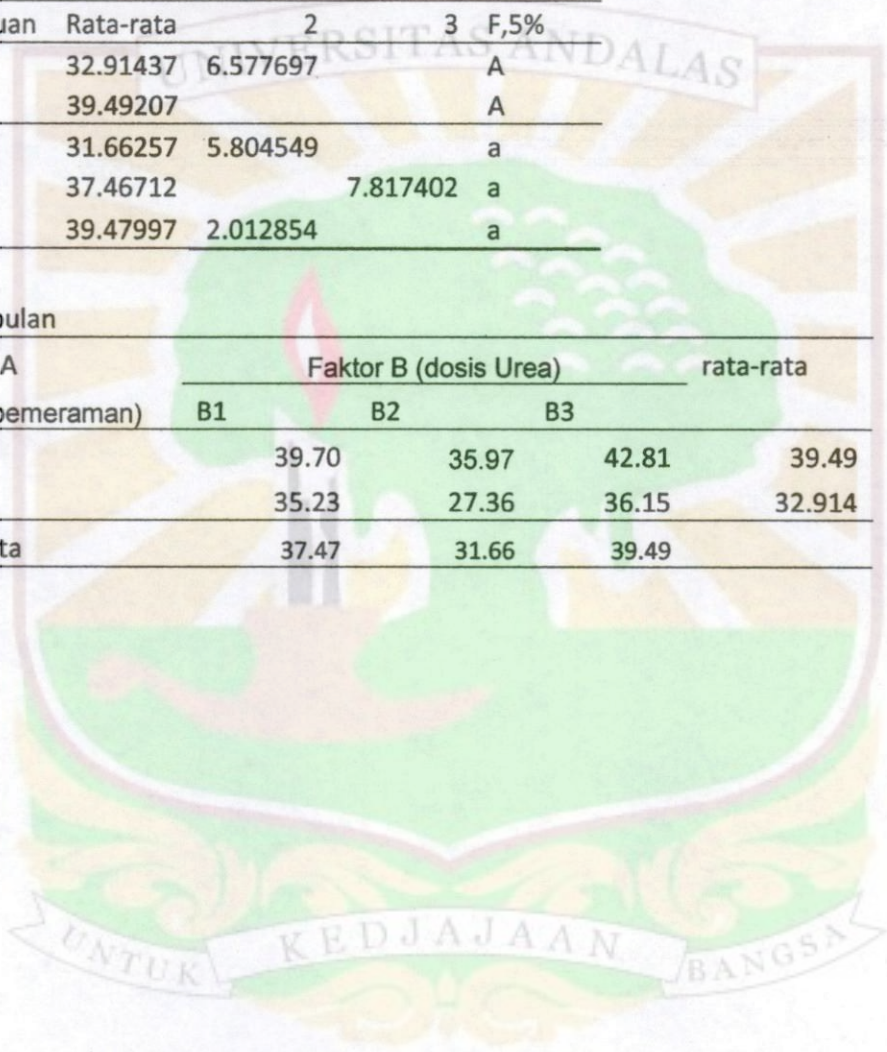 uan Rata-rata 2 3 F,5%
32.91437 6.577697 A
39.49207 A
31.66257 5.804549 a
37.46712 7.817402 a
39.47997 2.012854 a
pulan
A Faktor B (dosis Urea) rata-rata
pemeraman) B1 B2 B3
39.70 35.97 42.81 39.49
35.23 27.36 36.15 32.914
ta 37.47 31.66 39.49
UNIVERSITAS ANDALAS
UNTUK KEDJAJAAN BANGSA